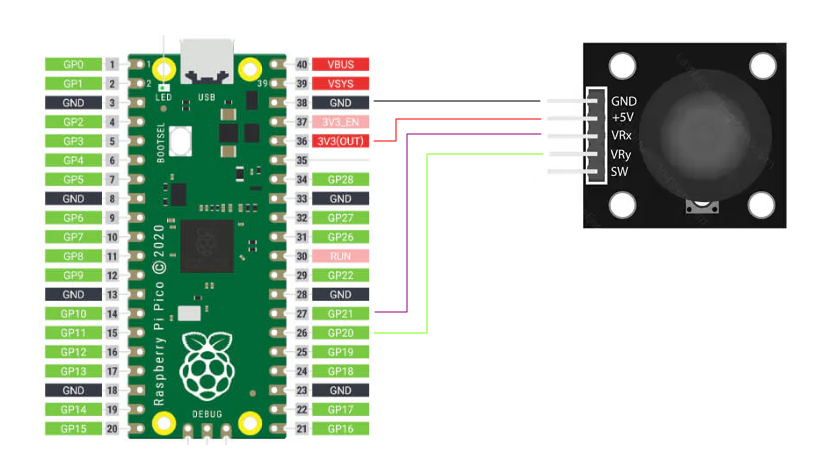 GP0 1 1 40 VBUS
GP1 2 2 39 39 VSYS
LED USB
GND 3 38 GND
GP2 4 37 3V3_EN
GP3 5 36 3V3(OUT)
GP4 6 35
GP5 7 34 GP28
GND 8 33 GND
GP6 9 32 GP27
GP7 10 31 GP26
GP8 11 30 RUN
GP9 12 29 GP22
GND 13 28 GND
GP10 14 27 GP21
GP11 15 26 GP20
GP12 16 25 GP19
GP13 17 24 GP18
GND 18 23 GND
GP14 19 22 GP17
GP15 20 21 GP16
BOOTSEL
Raspberry Pi Pico © 2020
DEBUG
GND
+5V
VRx
VRy
SW